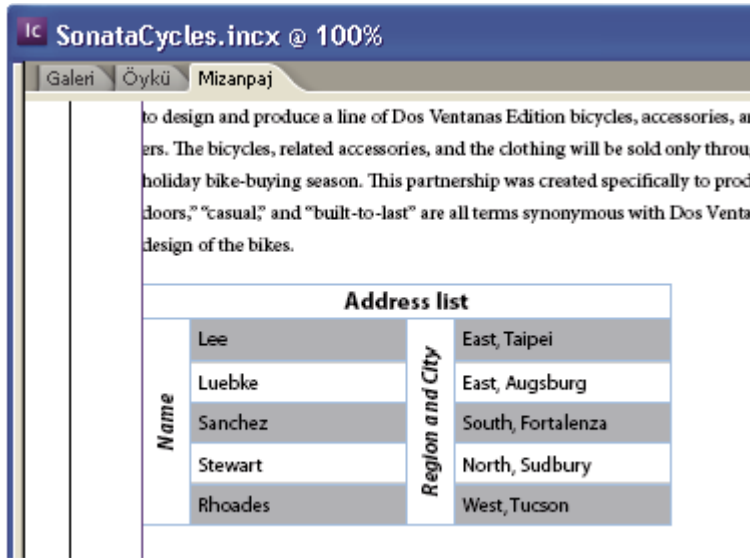 Ic SonataCycles.incx @ 100%
Galeri Öykü Mizanpaj
to design and produce a line of Dos Ventanas Edition bicycles, accessories,
ers. The bicycles, related accessories, and the clothing will be sold only
holiday bike-buying season. This partnership was created specifically to
doors,” “casual,” and “built-to-last” are all terms synonymous with Dos
design of the bikes.
Address list
Name
Region and City
Lee East, Taipei
Luebke East, Augsburg
Sanchez South, Fortalenza
Stewart North, Sudbury
Rhoades West, Tucson